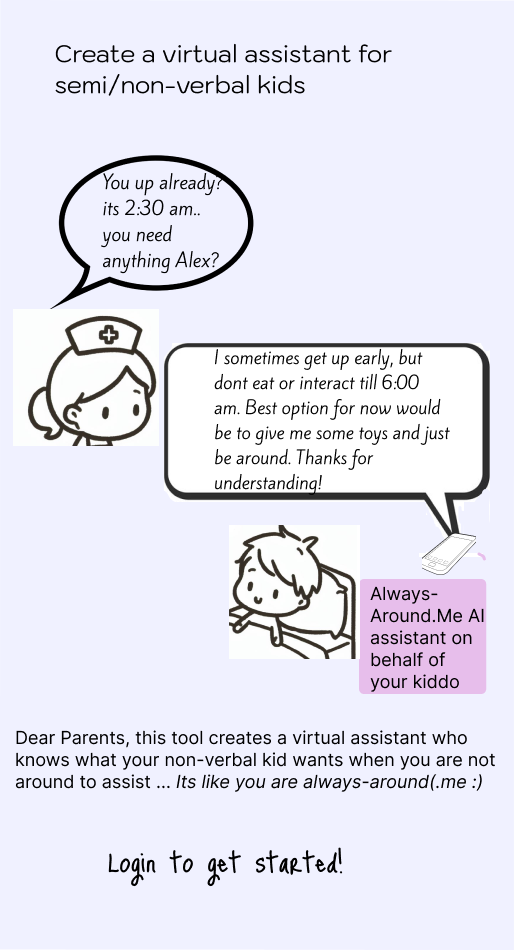 Create a virtual assistant for
semi/non-verbal kids
You up already?
its 2:30 am..
you need
anything Alex?
I sometimes get up early, but
dont eat or interact till 6:00
am. Best option for now would
be to give me some toys and just
be around. Thanks for
understanding!
Always-
Around.Me AI
assistant on
behalf of
your kiddo
Dear Parents, this tool creates a virtual assistant who
knows what your non-verbal kid wants when you are not
around to assist ... Its like you are always-around(.me :)
Login to get started!